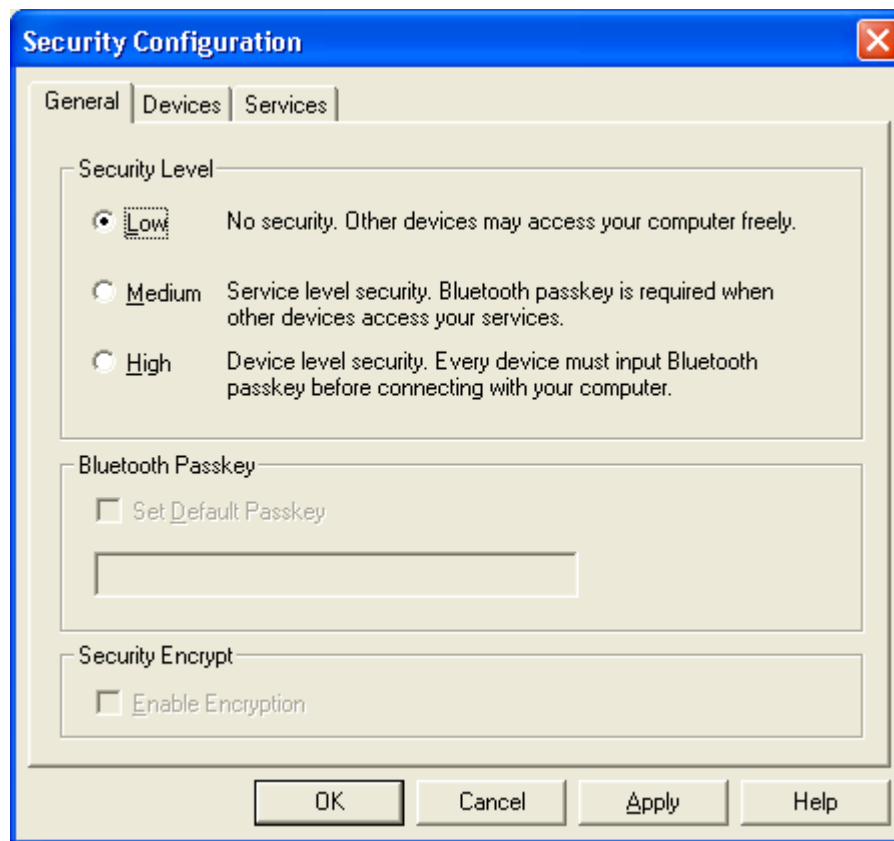 Security Configuration
General Devices Services
Security Level
Low No security. Other devices may access your computer freely.
Medium Service level security. Bluetooth passkey is required when
other devices access your services.
High Device level security. Every device must input Bluetooth
passkey before connecting with your computer.
Bluetooth Passkey
Set Default Passkey
Security Encrypt
Enable Encryption
OK Cancel Apply Help